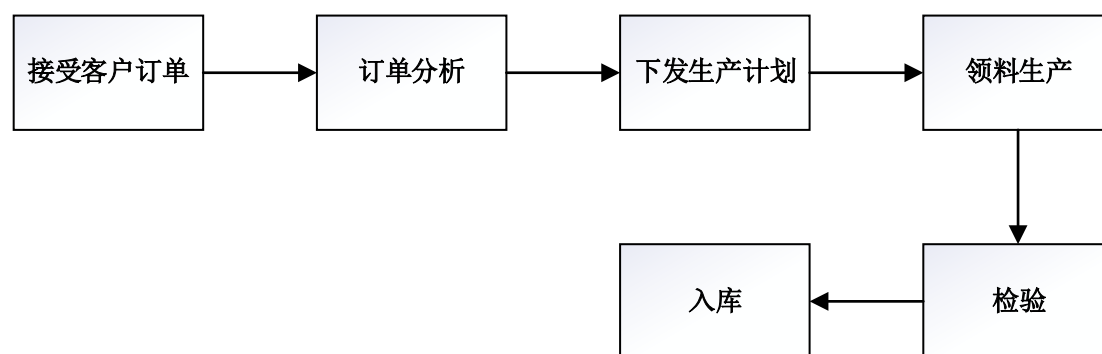 接受客户订单
订单分析
下发生产计划
领料生产
入库
检验